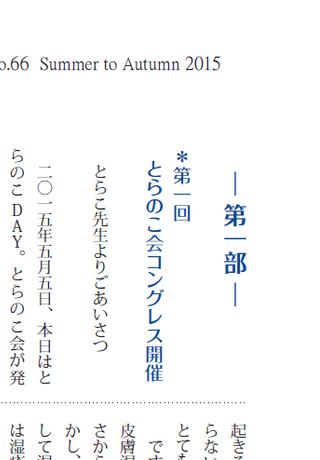 o.66 Summer to Autumn 2015
― 第一部 ―
＊第一回
とらのこ会コングレス開催
とらこ先生よりごあいさつ
二〇一五年五月五日、本日はと
らのこDAY。とらのこ会が発
起き
らな
とて
で
皮膚
さか
かし、
して湿
は湿